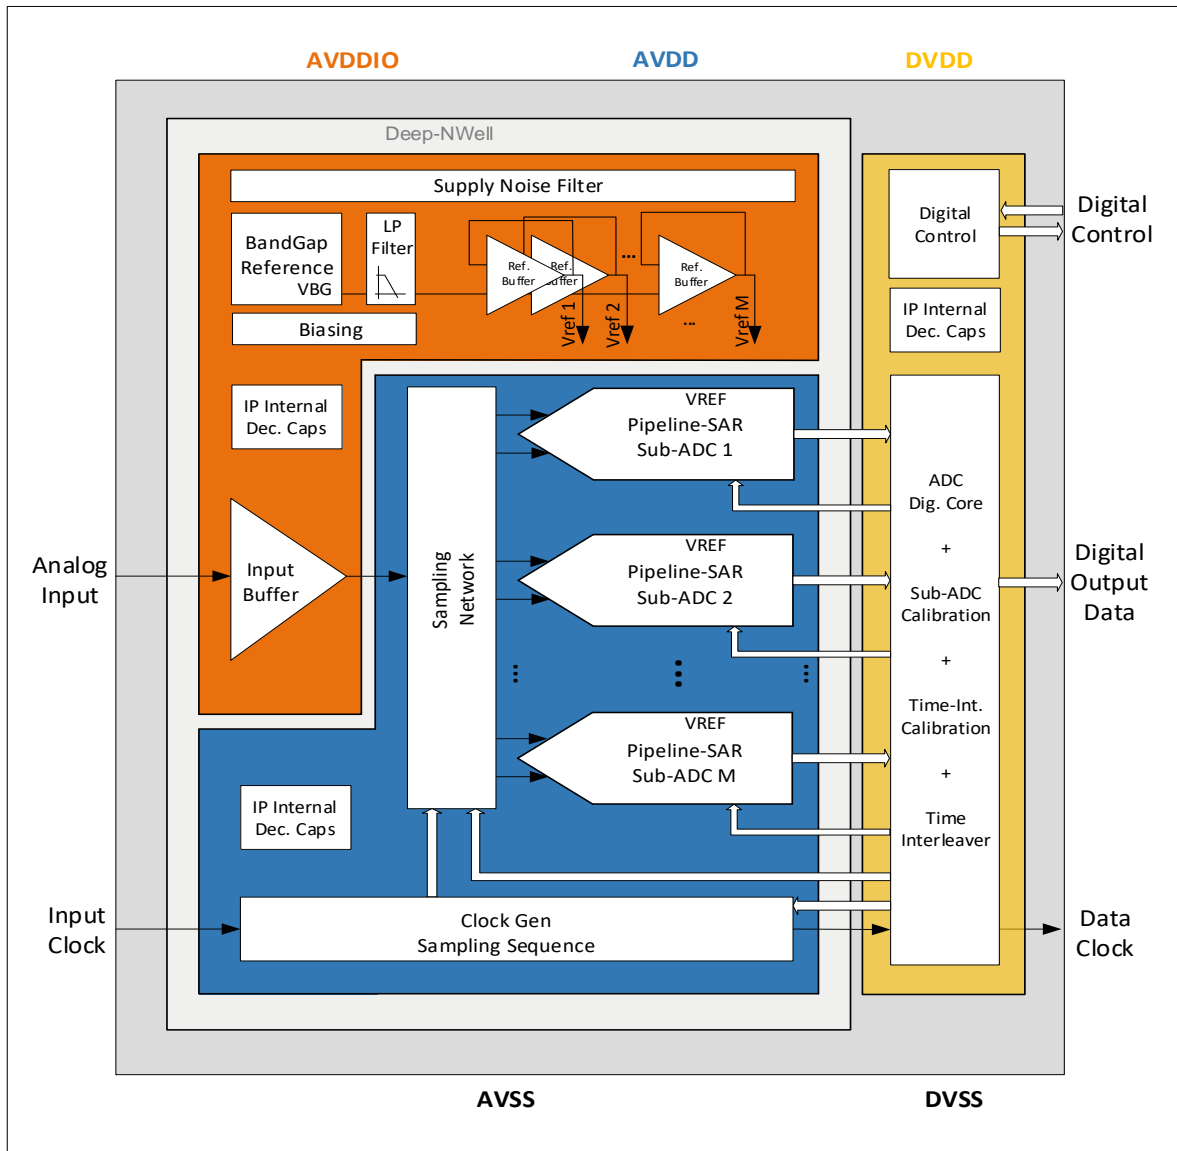 AVDDIO
AVDD
DVDD
Deep-NWell
Supply Noise Filter
BandGap
Reference
VBG
LP
Filter
Ref.
Buffer
Ref.
Buffer
...
Ref.
Buffer
Vref 1
Vref 2
...
Vref M
Biasing
Digital
Control
Digital
Control
IP Internal
Dec. Caps
IP Internal
Dec. Caps
VREF
Pipeline-SAR
Sub-ADC 1
Analog
Input
Input
Buffer
Sampling
Network
VREF
Pipeline-SAR
Sub-ADC 2
...
...
...
VREF
Pipeline-SAR
Sub-ADC M
ADC
Dig. Core
+
Sub-ADC
Calibration
+
Time-Int.
Calibration
+
Time
Interleaver
Digital
Output
Data
IP Internal
Dec. Caps
Input
Clock
Clock Gen
Sampling Sequence
Data
Clock
AVSS
DVSS